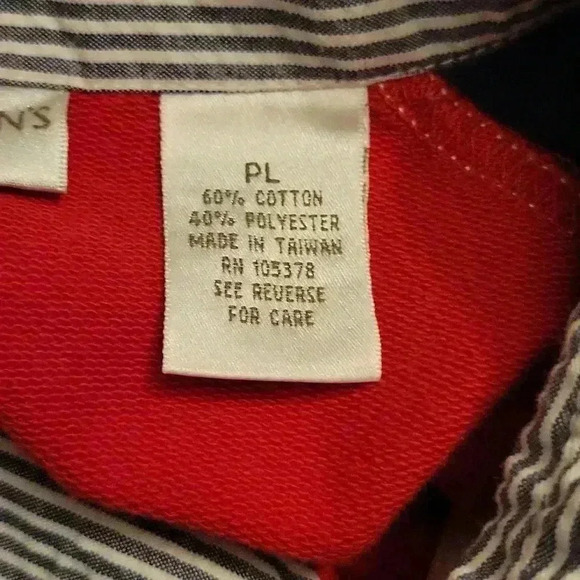 N'S
PL
60% COTTON
40% POLYESTER
MADE IN TAIWAN
RN 105378
SEE REVERSE
FOR CARE